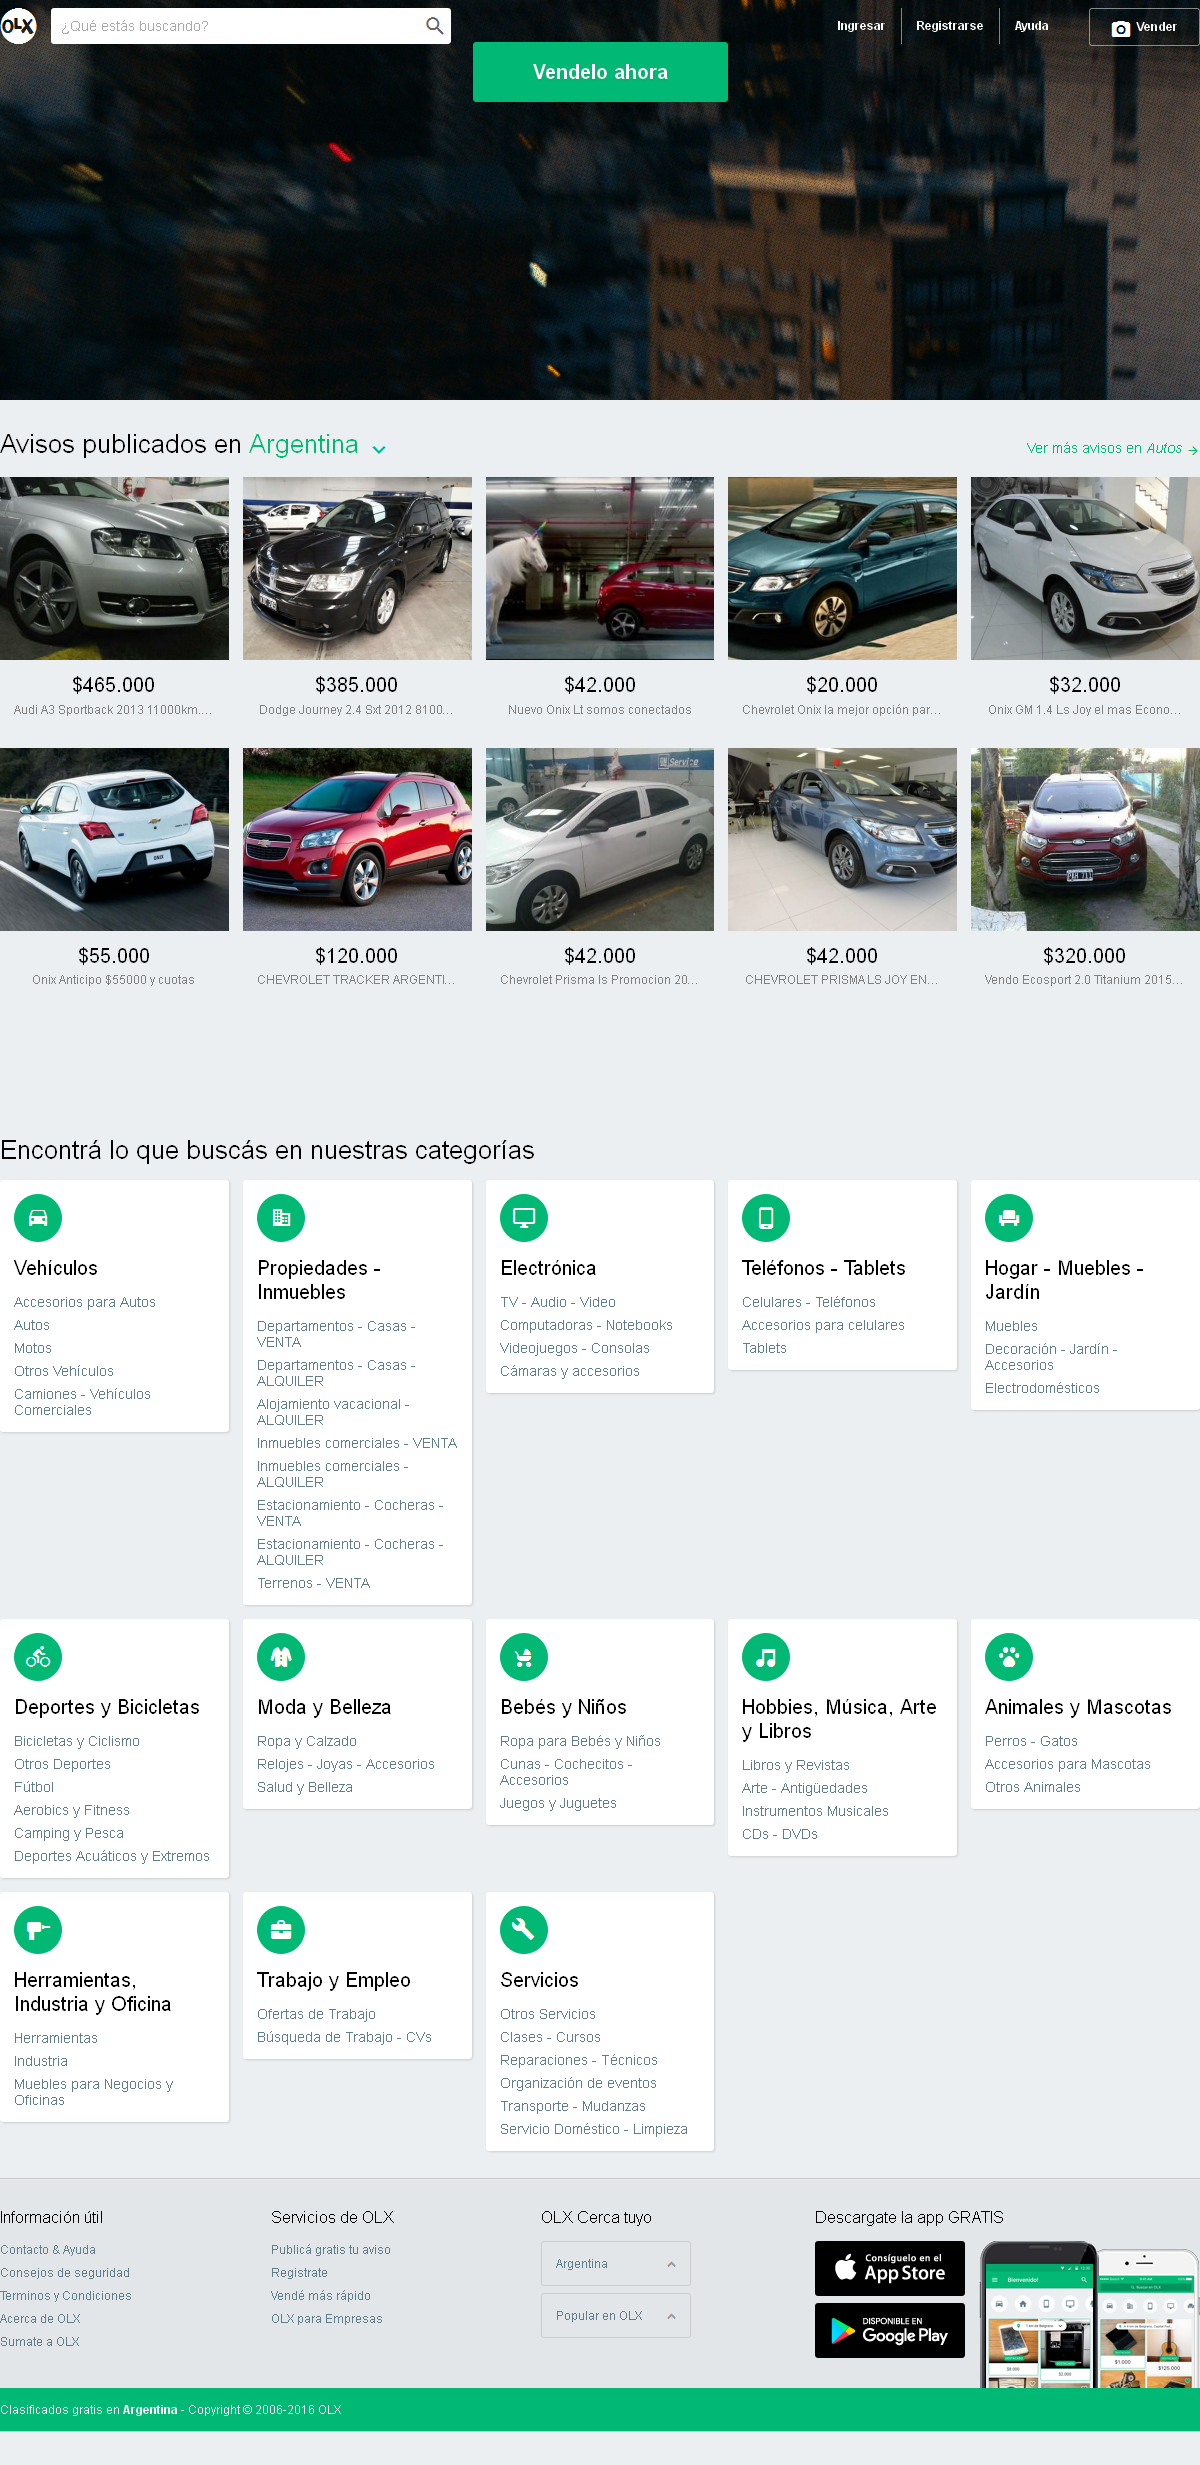 OLX
¿Qué estás buscando?
Ingresar
Registrarse
Ayuda
Vender
Vendelo ahora
Avisos publicados en Argentina
Ver más avisos en Autos →
$465.000
Audi A3 Sportback 2013 11000km....
$385.000
Dodge Journey 2.4 Sxt 2012 8100...
$42.000
Nuevo Onix Lt somos conectados
$20.000
Chevrolet Onix la mejor opción par...
$32.000
Onix GM 1.4 Ls Joy el mas Econo...
ONIX
Service
$55.000
Onix Anticipo $55000 y cuotas
$120.000
CHEVROLET TRACKER ARGENTI...
$42.000
Chevrolet Prisma ls Promocion 20...
$42.000
CHEVROLET PRISMA LS JOY EN...
$320.000
Vendo Ecosport 2.0 Titanium 2015...
Encontrá lo que buscás en nuestras categorías
Vehículos
Accesorios para Autos
Autos
Motos
Otros Vehículos
Camiones - Vehículos
Comerciales
Propiedades -
Inmuebles
Departamentos - Casas -
VENTA
Departamentos - Casas -
ALQUILER
Alojamiento vacacional -
ALQUILER
Inmuebles comerciales - VENTA
Inmuebles comerciales -
ALQUILER
Estacionamiento - Cocheras -
VENTA
Estacionamiento - Cocheras -
ALQUILER
Terrenos - VENTA
Electrónica
TV - Audio - Video
Computadoras - Notebooks
Videojuegos - Consolas
Cámaras y accesorios
Teléfonos - Tablets
Celulares - Teléfonos
Accesorios para celulares
Tablets
Hogar - Muebles -
Jardín
Muebles
Decoración - Jardín -
Accesorios
Electrodomésticos
Deportes y Bicicletas
Bicicletas y Ciclismo
Otros Deportes
Fútbol
Aerobics y Fitness
Camping y Pesca
Deportes Acuáticos y Extremos
Moda y Belleza
Ropa y Calzado
Relojes - Joyas - Accesorios
Salud y Belleza
Bebés y Niños
Ropa para Bebés y Niños
Cunas - Cochecitos -
Accesorios
Juegos y Juguetes
Hobbies, Música, Arte
y Libros
Libros y Revistas
Arte - Antigüedades
Instrumentos Musicales
CDs - DVDs
Animales y Mascotas
Perros - Gatos
Accesorios para Mascotas
Otros Animales
Herramientas,
Industria y Oficina
Herramientas
Industria
Muebles para Negocios y
Oficinas
Trabajo y Empleo
Ofertas de Trabajo
Búsqueda de Trabajo - CVs
Servicios
Otros Servicios
Clases - Cursos
Reparaciones - Técnicos
Organización de eventos
Transporte - Mudanzas
Servicio Doméstico - Limpieza
Información útil
Contacto & Ayuda
Consejos de seguridad
Terminos y Condiciones
Acerca de OLX
Sumate a OLX
Servicios de OLX
Publicá gratis tu aviso
Registrate
Vendé más rápido
OLX para Empresas
OLX Cerca tuyo
Argentina
Popular en OLX
Descargate la app GRATIS
Consíguelo en el
App Store
DISPONIBLE EN
Google Play
Bienvenido!
$1.000
$125.000
Clasificados gratis en Argentina - Copyright © 2006-2016 OLX